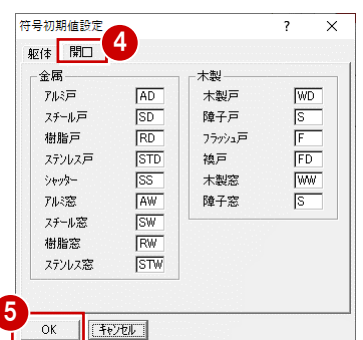 符号初期値設定 ? ×
躯体 開口 4
金属
アルミ戸 AD
スチール戸 SD
樹脂戸 RD
ステンレス戸 STD
シャッター SS
アルミ窓 AW
スチール窓 SW
樹脂窓 RW
ステンレス窓 STW
木製
木製戸 WD
障子戸 S
フラッシュ戸 F
襖戸 FD
木製窓 WW
障子窓 S
5
OK キャンセル